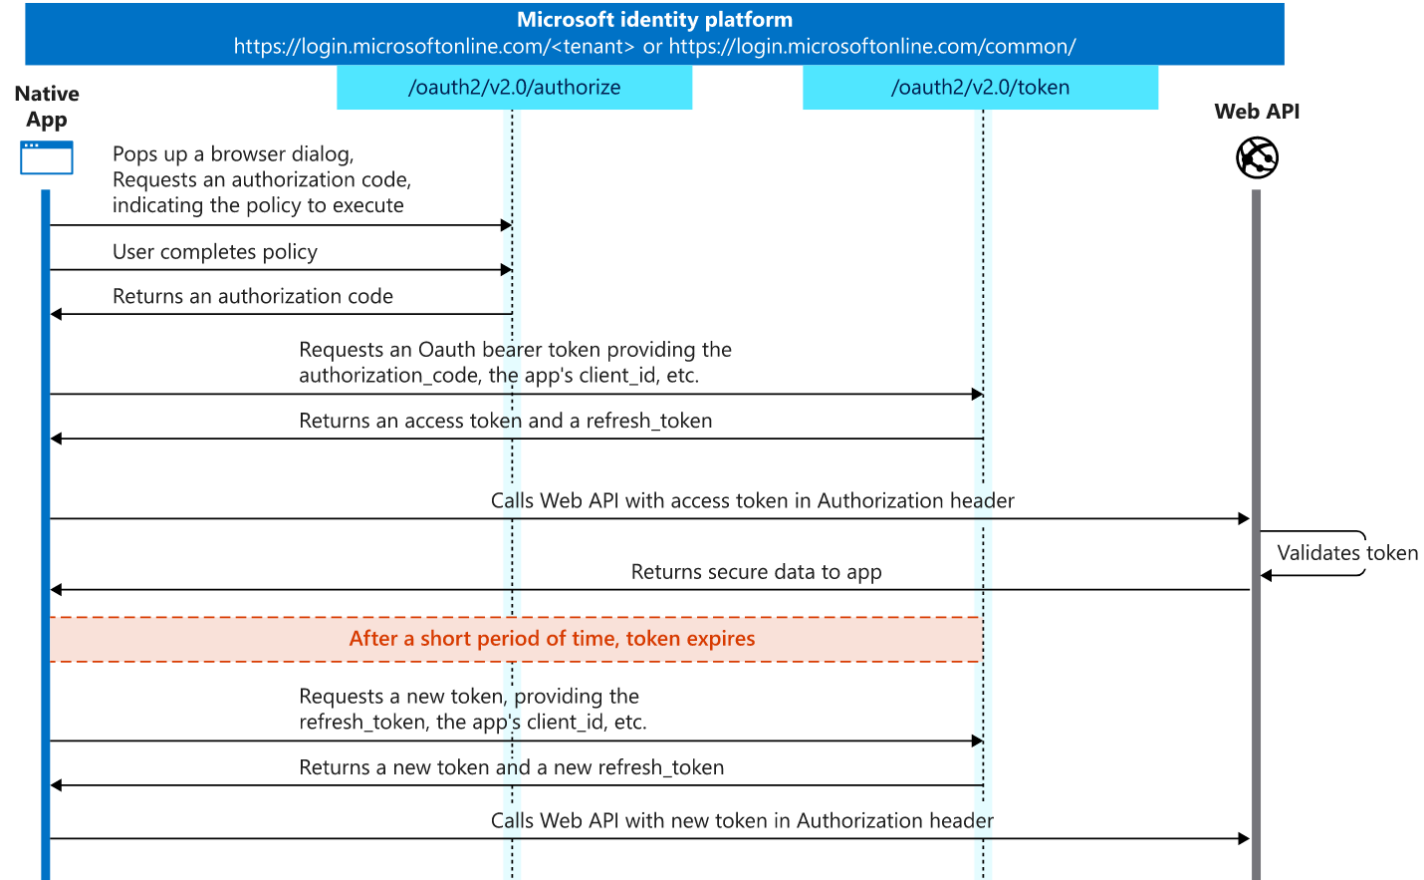 Microsoft identity platform
https://login.microsoftonline.com/<tenant> or https://login.microsoftonline.com/common/
/oauth2/v2.0/authorize
/oauth2/v2.0/token
Native
App
Web API
Pops up a browser dialog,
Requests an authorization code,
indicating the policy to execute
User completes policy
Returns an authorization code
Requests an Oauth bearer token providing the
authorization_code, the app's client_id, etc.
Returns an access token and a refresh_token
Calls Web API with access token in Authorization header
Validates token
Returns secure data to app
After a short period of time, token expires
Requests a new token, providing the
refresh_token, the app's client_id, etc.
Returns a new token and a new refresh_token
Calls Web API with new token in Authorization header